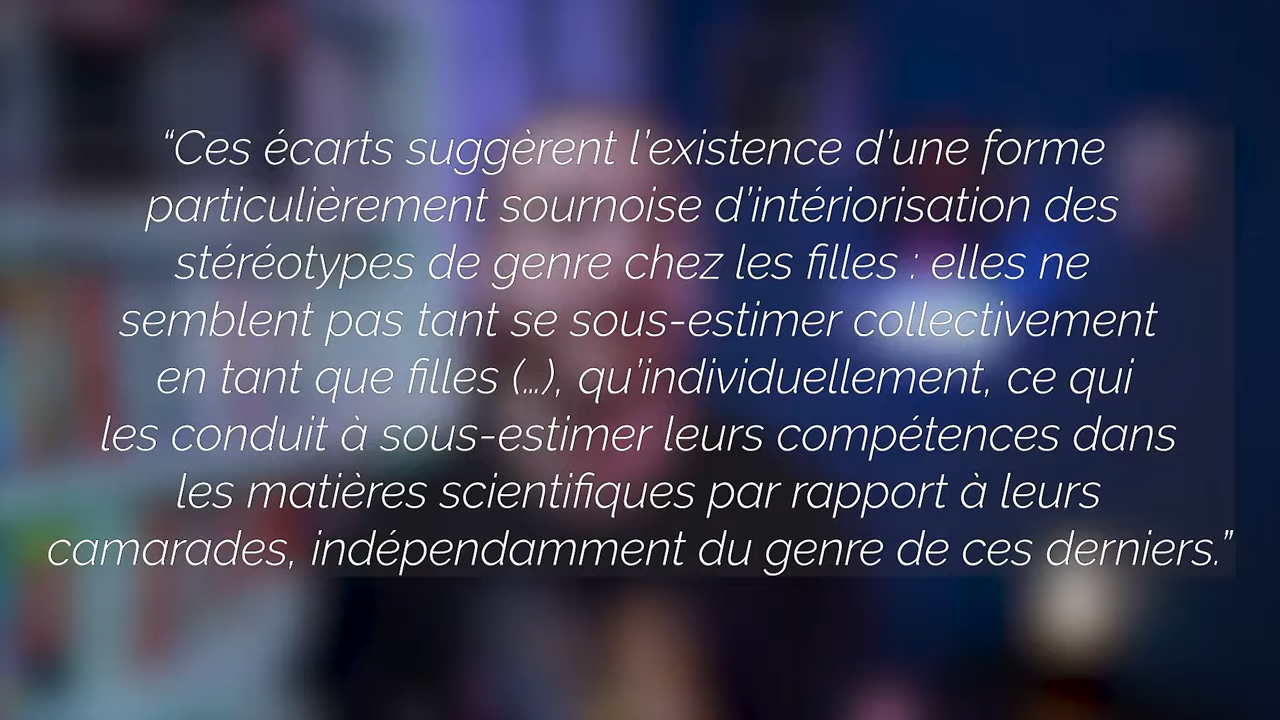 “Ces écarts suggèrent l’existence d’une forme
particulièrement sournoise d’intériorisation des
stéréotypes de genre chez les filles : elles ne
semblent pas tant se sous-estimer collectivement
en tant que filles (…), qu’individuellement, ce qui
les conduit à sous-estimer leurs compétences dans
les matières scientifiques par rapport à leurs
camarades, indépendamment du genre de ces derniers.”